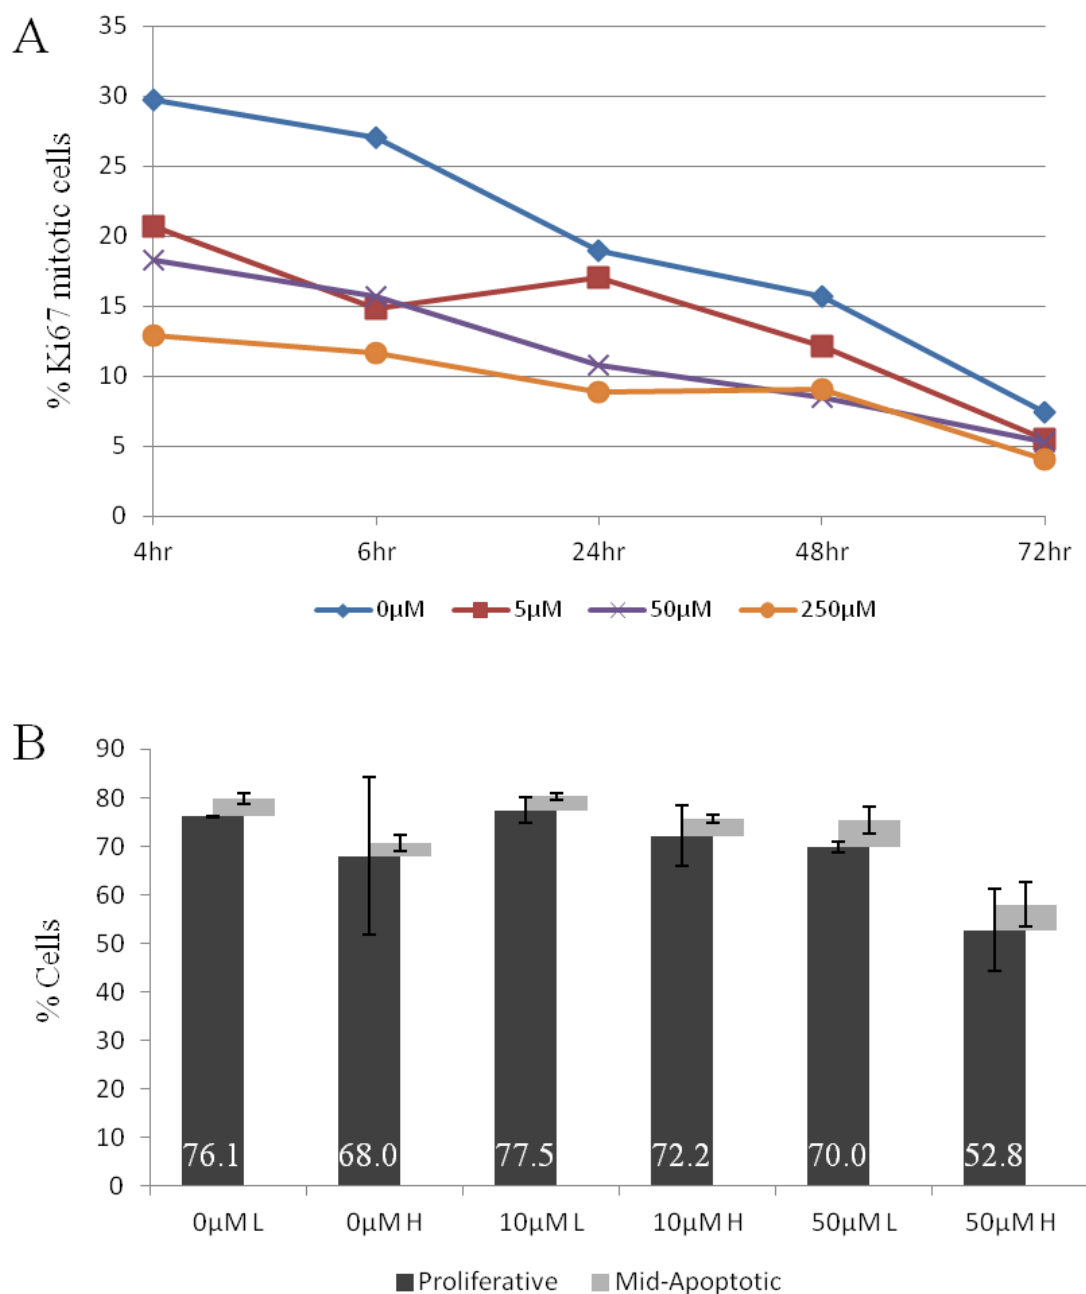 A
% Ki67 mitotic cells
35
30
25
20
15
10
5
0
4hr 6hr 24hr 48hr 72hr
0µM 5µM 50µM 250µM
B
% Cells
90
80
70
60
50
40
30
20
10
0
76.1 68.0 77.5 72.2 70.0 52.8
0µM L 0µM H 10µM L 10µM H 50µM L 50µM H
Proliferative Mid-Apoptotic